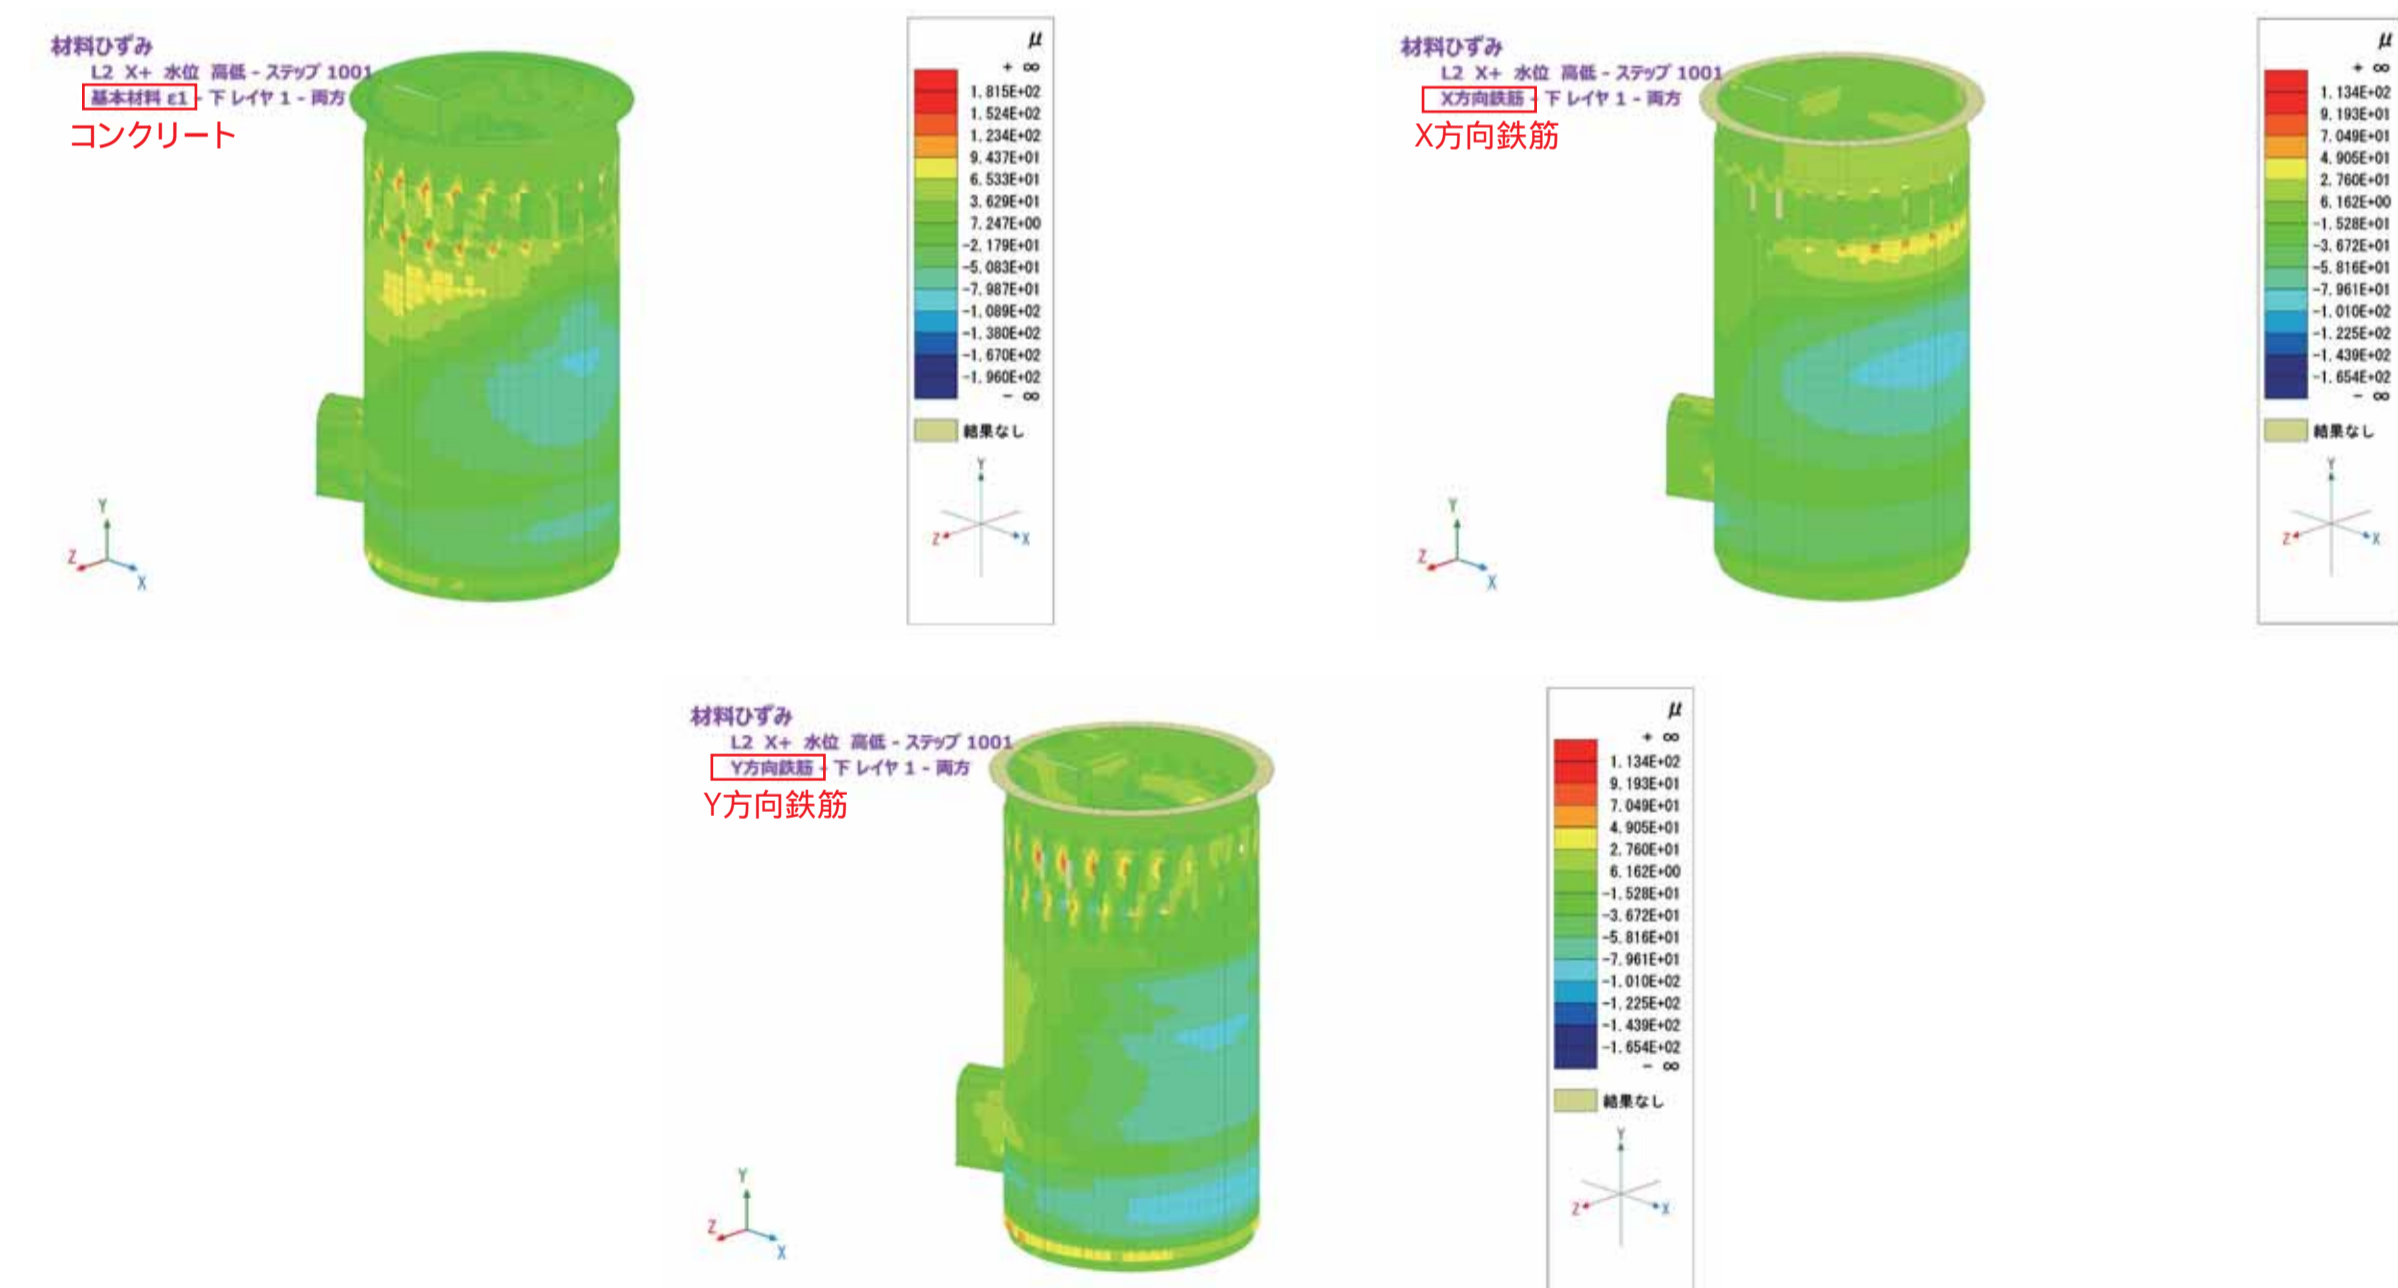 材料ひずみ
L2 X+ 水位 高低 - ステップ 1001
基本材料 ε1 - 下 レイヤ 1 - 両方
コンクリート
μ
+ ∞
1.815E+02
1.524E+02
1.234E+02
9.437E+01
6.533E+01
3.629E+01
7.247E+00
-2.179E+01
-5.083E+01
-7.987E+01
-1.089E+02
-1.380E+02
-1.670E+02
-1.960E+02
- ∞
結果なし
Y
Z
X
Y
Z
X
材料ひずみ
L2 X+ 水位 高低 - ステップ 1001
X方向鉄筋 - 下 レイヤ 1 - 両方
X方向鉄筋
μ
+ ∞
1.134E+02
9.193E+01
7.049E+01
4.905E+01
2.760E+01
6.162E+00
-1.528E+01
-3.672E+01
-5.816E+01
-7.961E+01
-1.010E+02
-1.225E+02
-1.439E+02
-1.654E+02
- ∞
結果なし
Y
Z
X
Y
Z
X
材料ひずみ
L2 X+ 水位 高低 - ステップ 1001
Y方向鉄筋 - 下 レイヤ 1 - 両方
Y方向鉄筋
μ
+ ∞
1.134E+02
9.193E+01
7.049E+01
4.905E+01
2.760E+01
6.162E+00
-1.528E+01
-3.672E+01
-5.816E+01
-7.961E+01
-1.010E+02
-1.225E+02
-1.439E+02
-1.654E+02
- ∞
結果なし
Y
Z
X
Y
Z
X